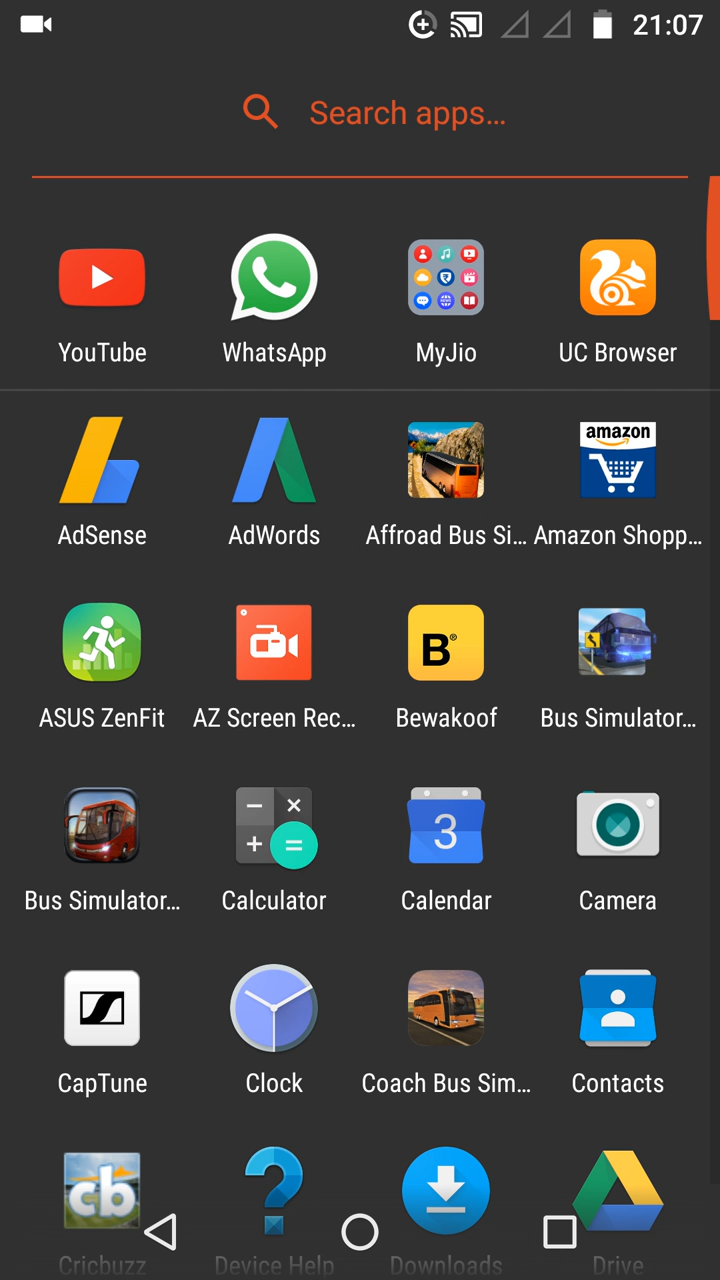 21:07
Search apps...
YouTube
WhatsApp
MyJio
UC Browser
amazon
AdSense
AdWords
Affroad Bus Si...
Amazon Shopp...
B®
ASUS ZenFit
AZ Screen Rec...
Bewakoof
Bus Simulator...
3
Bus Simulator...
Calculator
Calendar
Camera
CapTune
Clock
Coach Bus Sim...
Contacts
cb
Cricbuzz
Device Help
Downloads
Drive